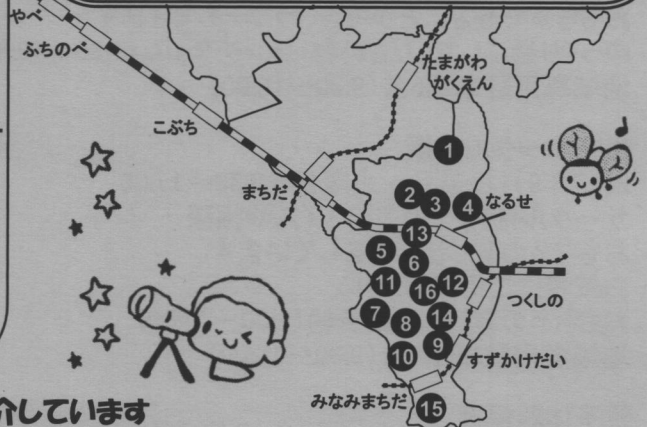 やべ
ふちのべ
たまがわ
がくえん
こぶち
1
まちだ
2
3
4
なるせ
13
5
6
11
16
12
つくしの
7
8
14
9
すずかけだい
10
みなみまちだ
15
介しています